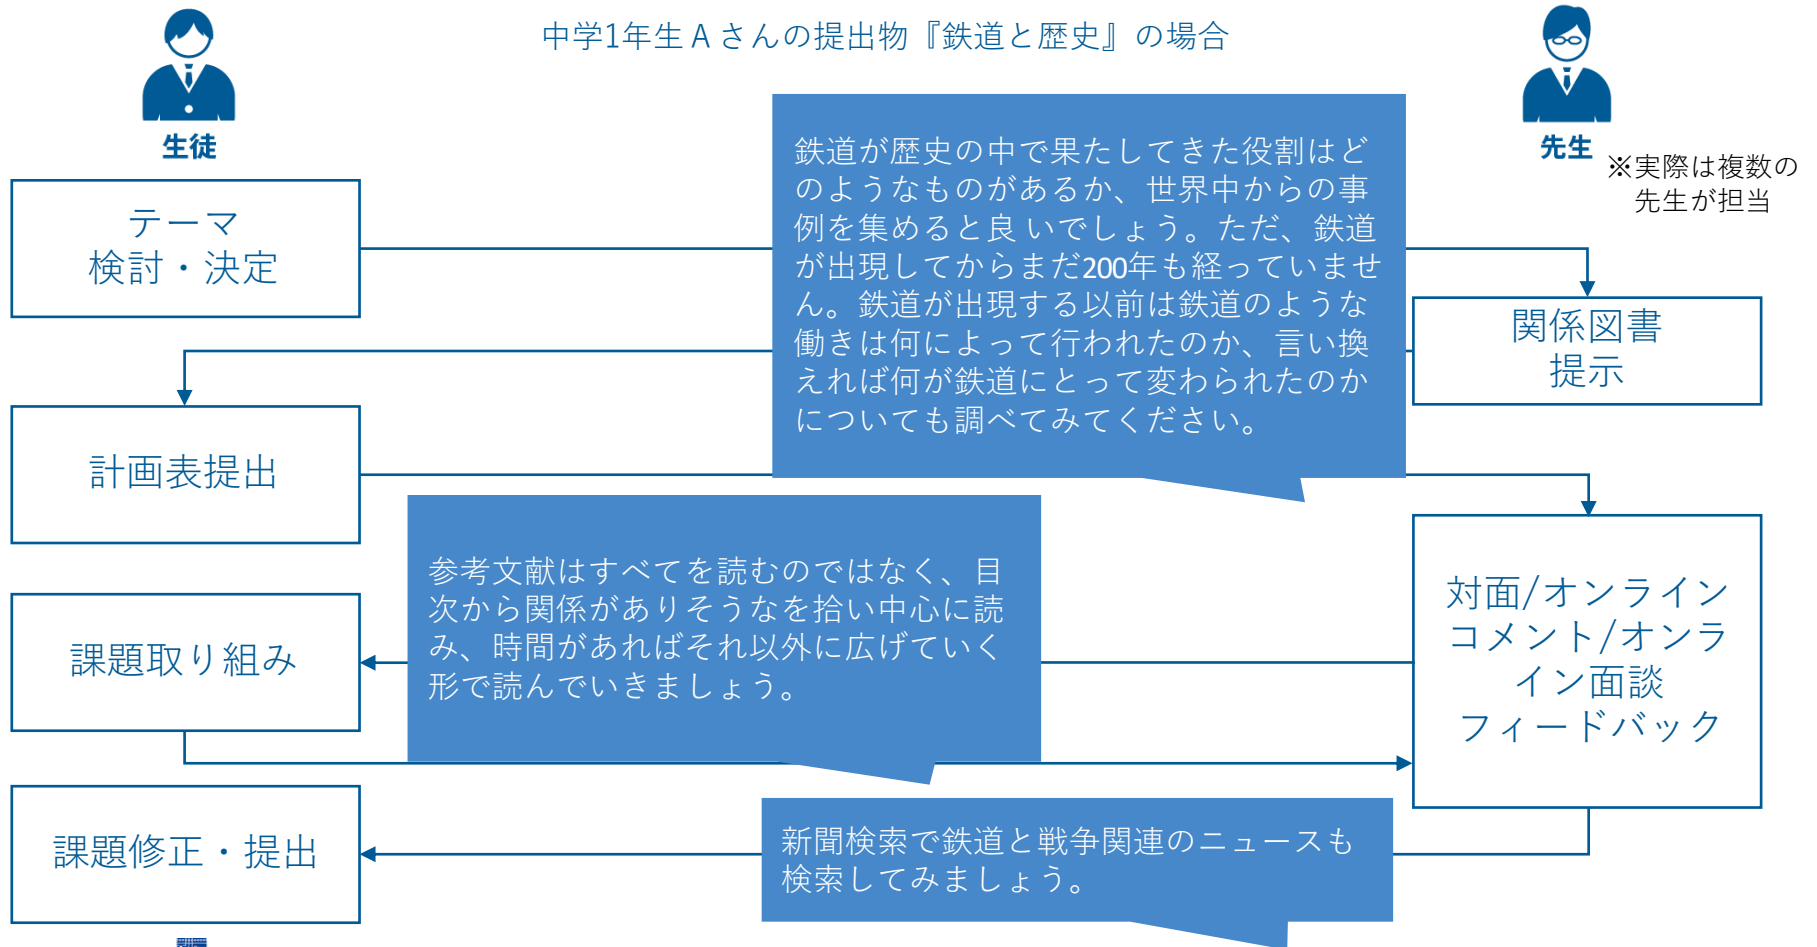 中学1年生Aさんの提出物『鉄道と歴史』の場合
生徒
先生
※実際は複数の
先生が担当
テーマ
検討・決定
鉄道が歴史の中で果たしてきた役割はど
のようなものがあるか、世界中からの事
例を集めると良いでしょう。ただ、鉄道
が出現してからまだ200年も経っていませ
ん。鉄道が出現する以前は鉄道のような
働きは何によって行われたのか、言い換
えれば何が鉄道にとって変わられたのか
についても調べてみてください。
関係図書
提示
計画表提出
参考文献はすべてを読むのではなく、目
次から関係がありそうなを拾い中心に読
み、時間があればそれ以外に広げていく
形で読んでいきましょう。
対面/オンライン
コメント/オンラ
イン面談
フィードバック
課題取り組み
新聞検索で鉄道と戦争関連のニュースも
検索してみましょう。
課題修正・提出